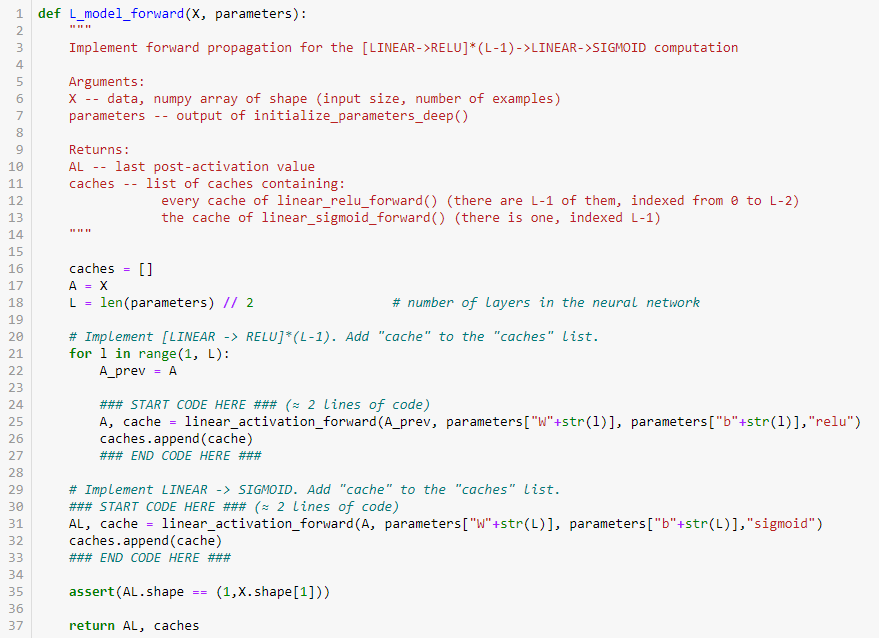 1 def L_model_forward(X, parameters):
2     """
3     Implement forward propagation for the [LINEAR->RELU]*(L-1)->LINEAR->SIGMOID computation
4
5     Arguments:
6     X -- data, numpy array of shape (input size, number of examples)
7     parameters -- output of initialize_parameters_deep()
8
9     Returns:
10     AL -- last post-activation value
11     caches -- list of caches containing:
12                 every cache of linear_relu_forward() (there are L-1 of them, indexed from 0 to L-2)
13                 the cache of linear_sigmoid_forward() (there is one, indexed L-1)
14     """
15
16     caches = []
17     A = X
18     L = len(parameters) // 2                  # number of layers in the neural network
19
20     # Implement [LINEAR -> RELU]*(L-1). Add "cache" to the "caches" list.
21     for l in range(1, L):
22         A_prev = A
23
24         ### START CODE HERE ### (≈ 2 lines of code)
25         A, cache = linear_activation_forward(A_prev, parameters["W"+str(l)], parameters["b"+str(l)],"relu")
26         caches.append(cache)
27         ### END CODE HERE ###
28
29     # Implement LINEAR -> SIGMOID. Add "cache" to the "caches" list.
30     ### START CODE HERE ### (≈ 2 lines of code)
31     AL, cache = linear_activation_forward(A, parameters["W"+str(L)], parameters["b"+str(L)],"sigmoid")
32     caches.append(cache)
33     ### END CODE HERE ###
34
35     assert(AL.shape == (1,X.shape[1]))
36
37     return AL, caches